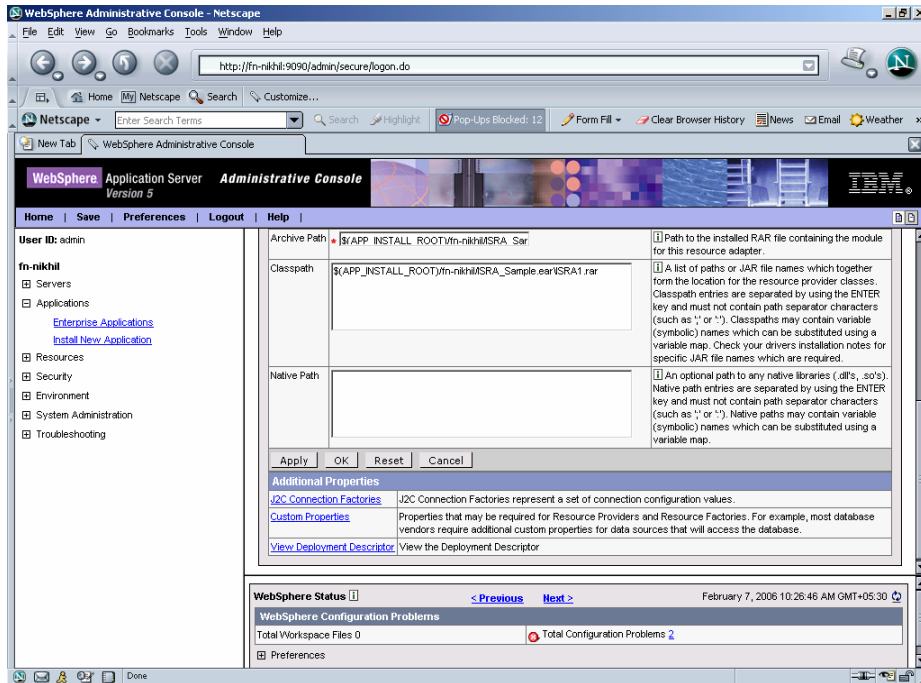 WebSphere Administrative Console - Netscape
File Edit View Go Bookmarks Tools Window Help
http://fn-nikhil:9090/admin/secure/logon.do
Home My Netscape Search Customize...
Netscape Enter Search Terms Search Highlight Pop-Ups Blocked: 12 Form Fill Clear Browser History News Email Weather »
New Tab WebSphere Administrative Console
WebSphere Application Server Administrative Console
Version 5
IBM.
Home | Save | Preferences | Logout | Help |
User ID: admin
fn-nikhil
Servers
Applications
Enterprise Applications
Install New Application
Resources
Security
Environment
System Administration
Troubleshooting
Archive Path * $(APP_INSTALL_ROOT)/fn-nikhil/ISRA_Sar
Path to the installed RAR file containing the module
for this resource adapter.
Classpath
$(APP_INSTALL_ROOT)/fn-nikhil/ISRA_Sample.ear\ISRA1.rar
A list of paths or JAR file names which together
form the location for the resource provider classes.
Classpath entries are separated by using the ENTER
key and must not contain path separator characters
(such as ';' or ':'). Classpaths may contain variable
(symbolic) names which can be substituted using a
variable map. Check your drivers installation notes for
specific JAR file names which are required.
Native Path
An optional path to any native libraries (.dll's, .so's).
Native path entries are separated by using the ENTER
key and must not contain path separator characters
(such as ';' or ':'). Native paths may contain variable
(symbolic) names which can be substituted using a
variable map.
Apply OK Reset Cancel
Additional Properties
J2C Connection Factories J2C Connection Factories represent a set of connection configuration values.
Custom Properties Properties that may be required for Resource Providers and Resource Factories. For example, most database
vendors require additional custom properties for data sources that will access the database.
View Deployment Descriptor View the Deployment Descriptor
WebSphere Status < Previous Next > February 7, 2006 10:26:46 AM GMT+05:30
WebSphere Configuration Problems
Total Workspace Files 0 Total Configuration Problems 2
Preferences
Done